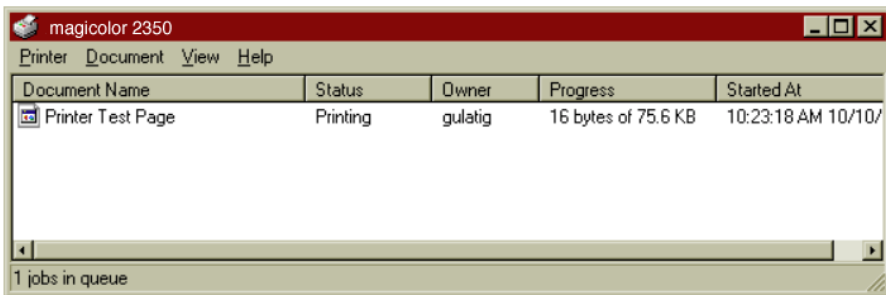 magicolor 2350
Printer Document View Help
Document Name Status Owner Progress Started At
Printer Test Page Printing gulatig 16 bytes of 75.6 KB 10:23:18 AM 10/10/
1 jobs in queue